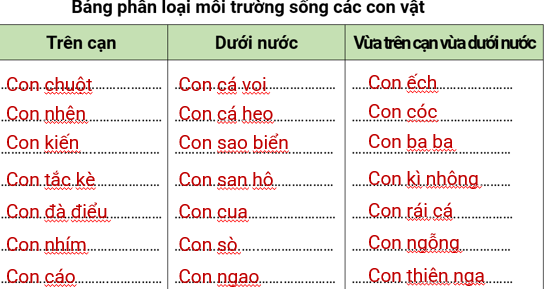 Bảng phân loại môi trường sống các con vật
Trên cạn Dưới nước Vừa trên cạn vừa dưới nước
Con chuột Con cá voi Con ếch
Con nhện Con cá heo Con cóc
Con kiến Con sao biển Con ba ba
Con tắc kè Con san hô Con kì nhông
Con đà điểu Con cua Con rái cá
Con nhím Con sò Con ngỗng
Con cáo Con ngao Con thiên nga